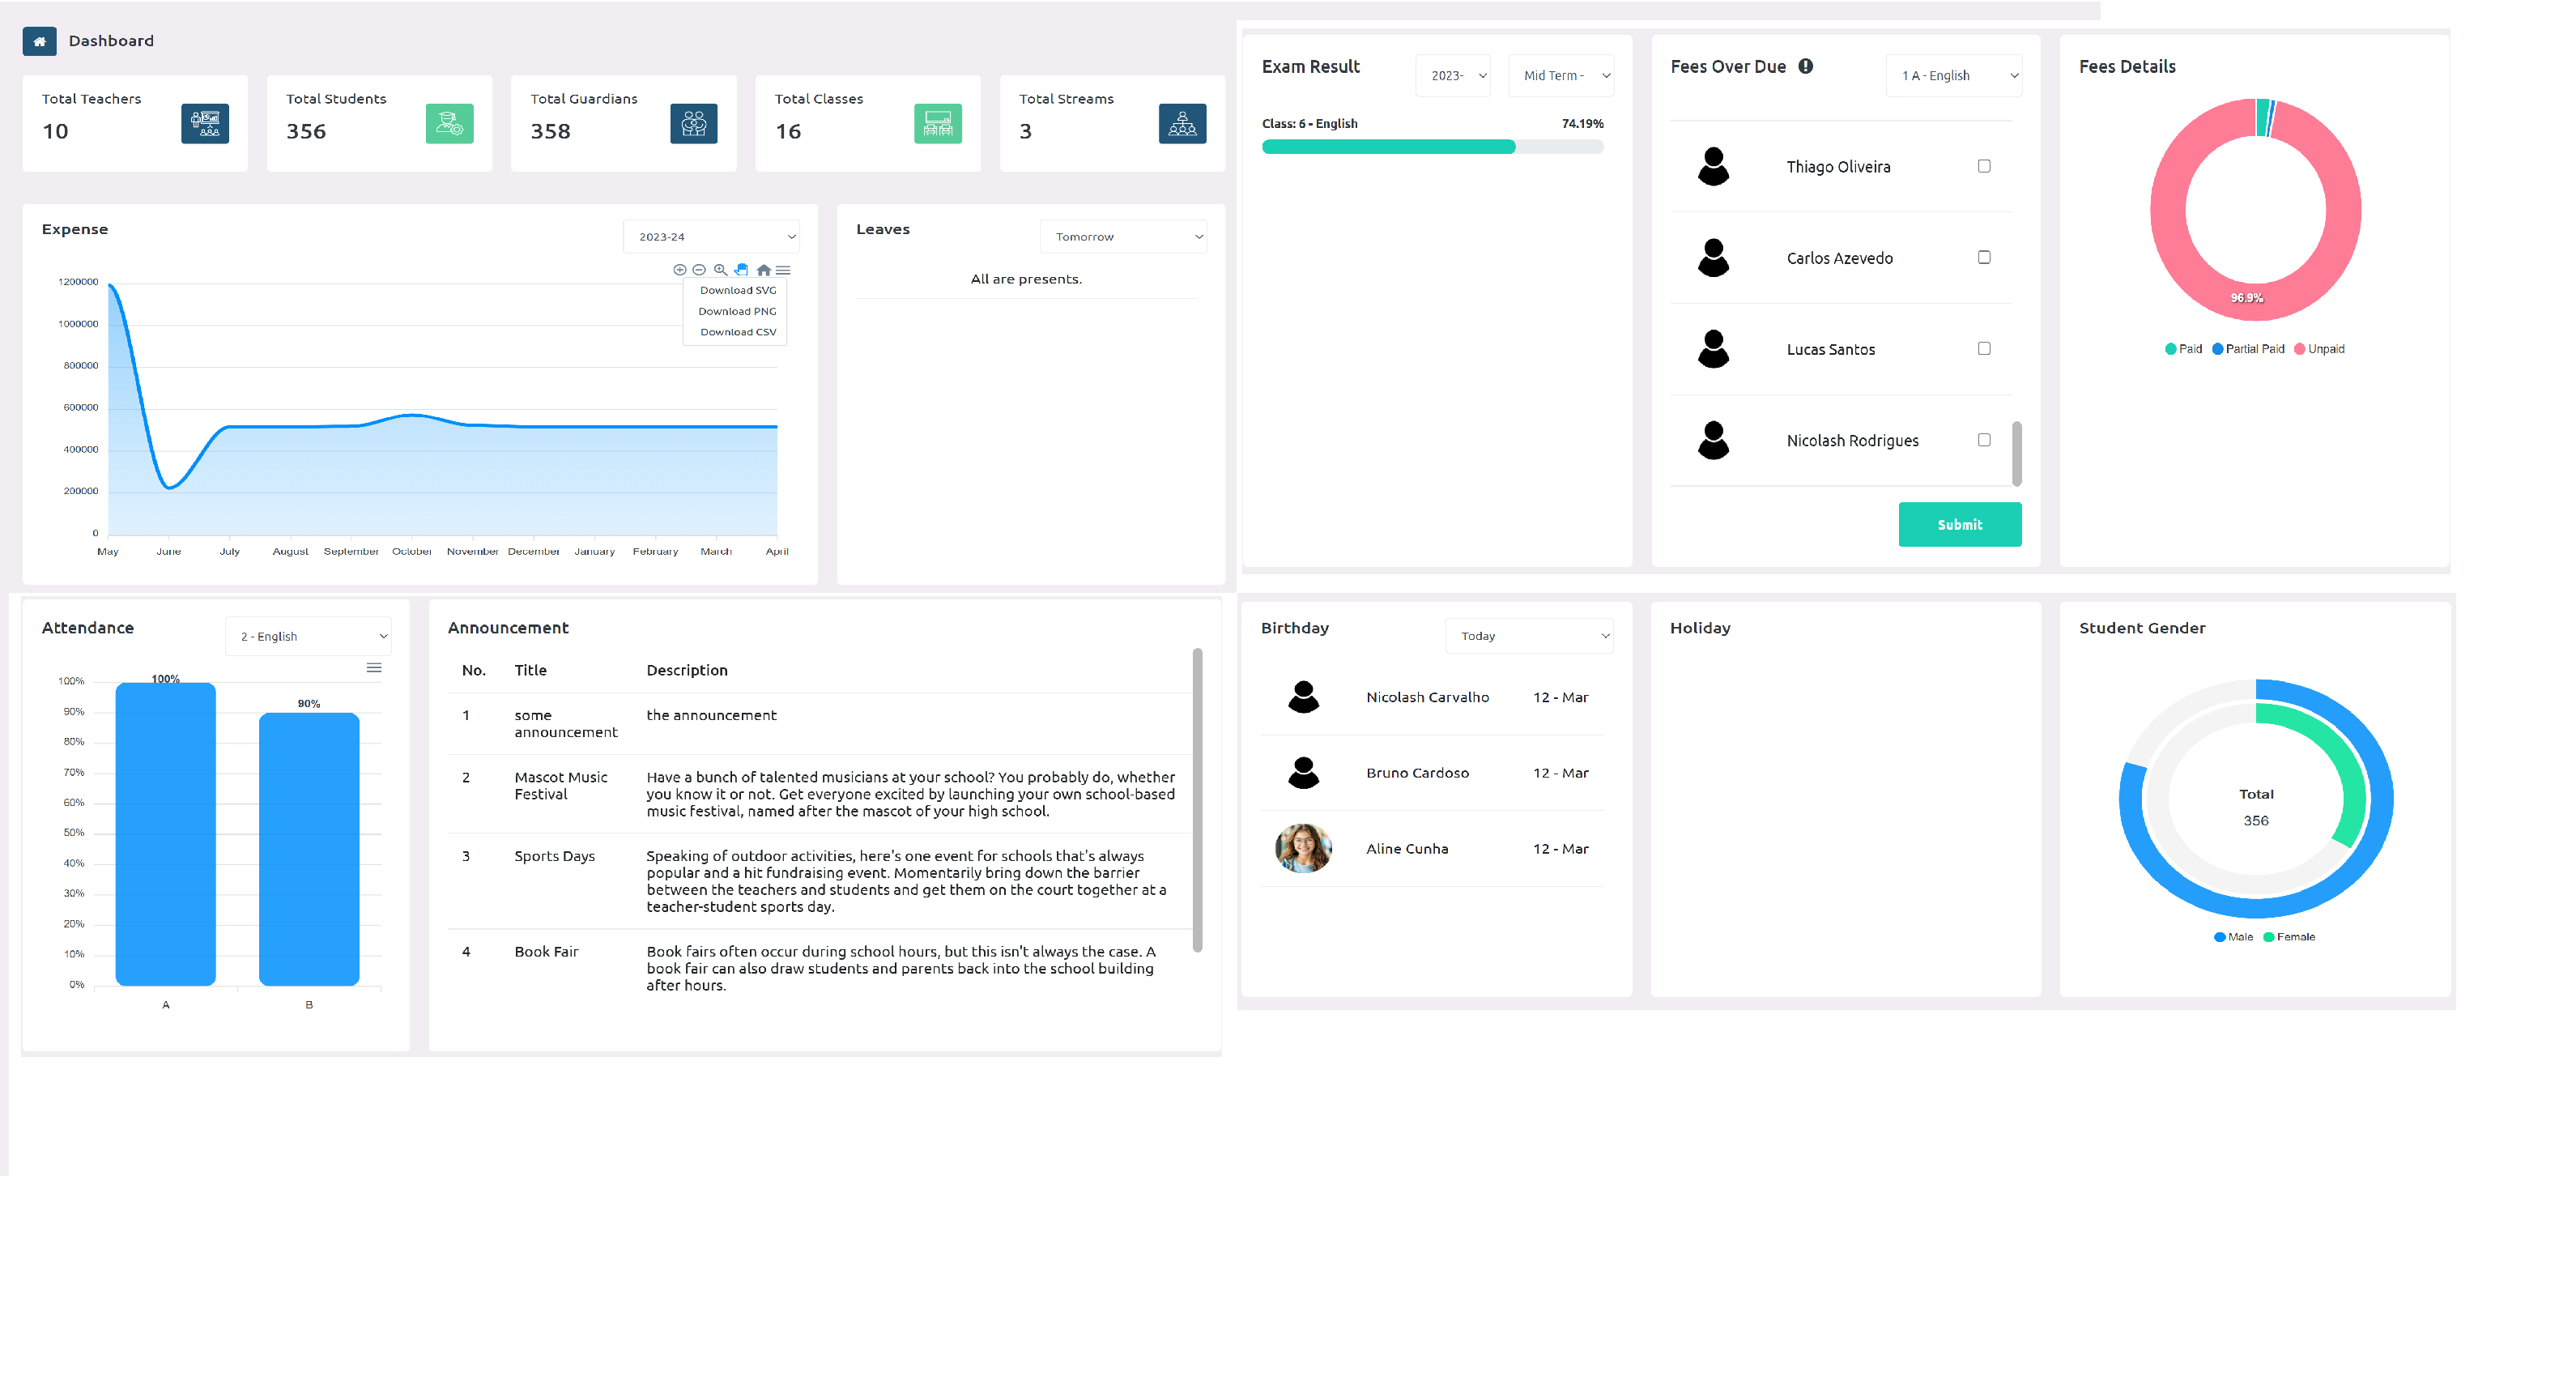 Dashboard
Total Teachers
10
Total Students
356
Total Guardians
358
Total Classes
16
Total Streams
3
Expense
2023-24
Download SVG
Download PNG
Download CSV
1200000
1000000
800000
600000
400000
200000
0
May June July August September October November December January February March April
Leaves
Tomorrow
All are presents.
Exam Result
2023-
Mid Term -
Class: 6 - English 74.19%
Fees Over Due
1 A - English
Thiago Oliveira
Carlos Azevedo
Lucas Santos
Nicolash Rodrigues
Submit
Fees Details
96.9%
Paid Partial Paid Unpaid
Attendance
2 - English
100%
90%
80%
70%
60%
50%
40%
30%
20%
10%
0%
100%
90%
A B
Announcement
No. Title Description
1 some announcement the announcement
2 Mascot Music Festival
Have a bunch of talented musicians at your school? You probably do, whether
you know it or not. Get everyone excited by launching your own school-based
music festival, named after the mascot of your high school.
3 Sports Days
Speaking of outdoor activities, here's one event for schools that's always
popular and a hit fundraising event. Momentarily bring down the barrier
between the teachers and students and get them on the court together at a
teacher-student sports day.
4 Book Fair
Book fairs often occur during school hours, but this isn't always the case. A
book fair can also draw students and parents back into the school building
after hours.
Birthday
Today
Nicolash Carvalho 12 - Mar
Bruno Cardoso 12 - Mar
Aline Cunha 12 - Mar
Holiday
Student Gender
Total
356
Male Female